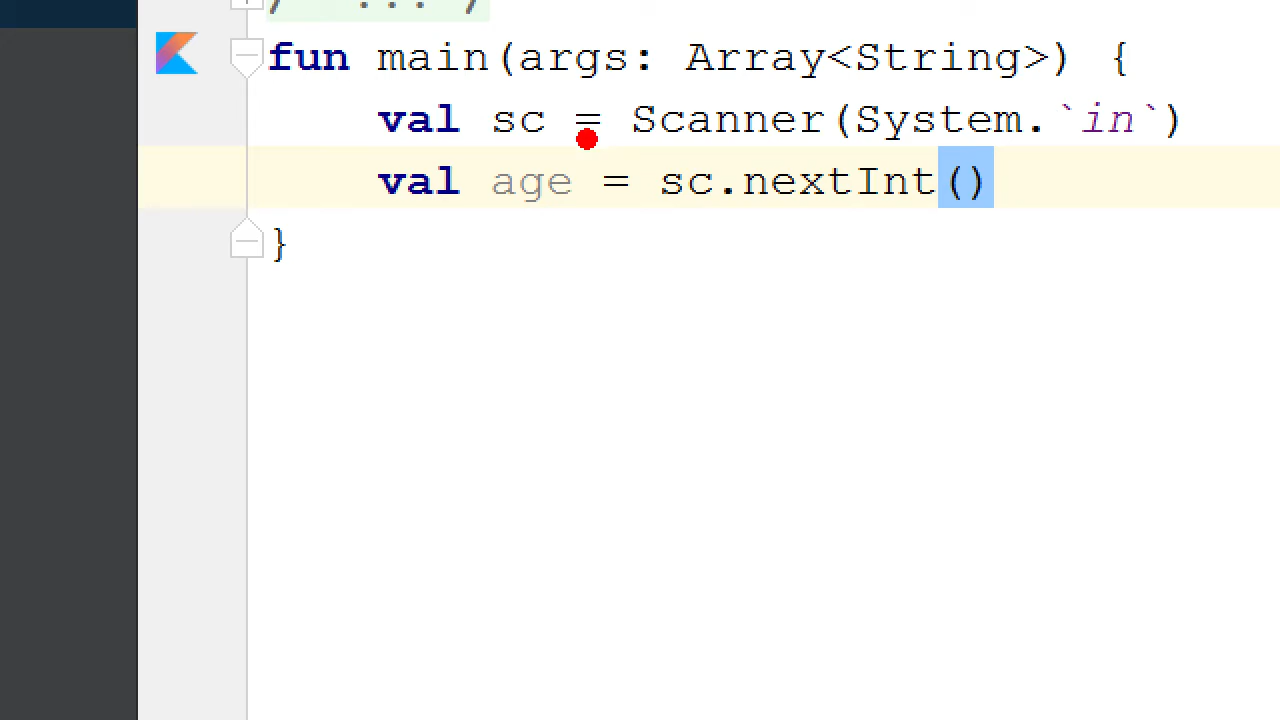 fun main(args: Array<String>) {
    val sc = Scanner(System.`in`)
    val age = sc.nextInt()
}